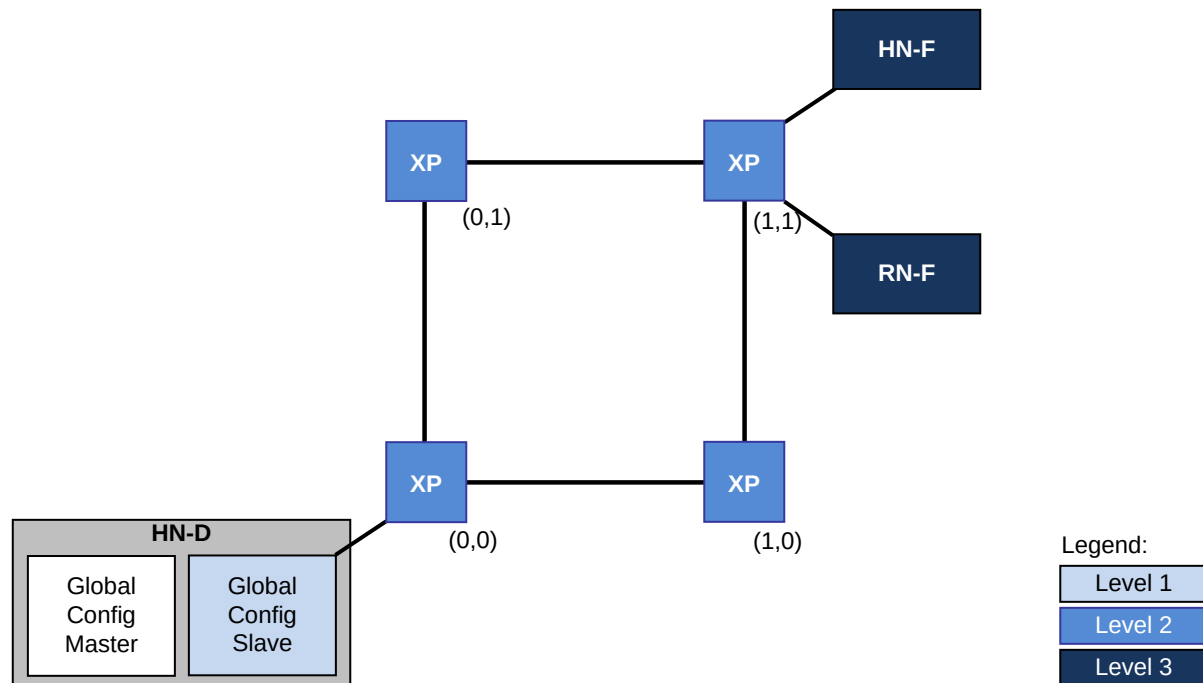 HN-F
XP
XP
(0,1)
(1,1)
RN-F
XP
XP
(0,0)
(1,0)
HN-D
Global
Config
Master
Global
Config
Slave
Legend:
Level 1
Level 2
Level 3